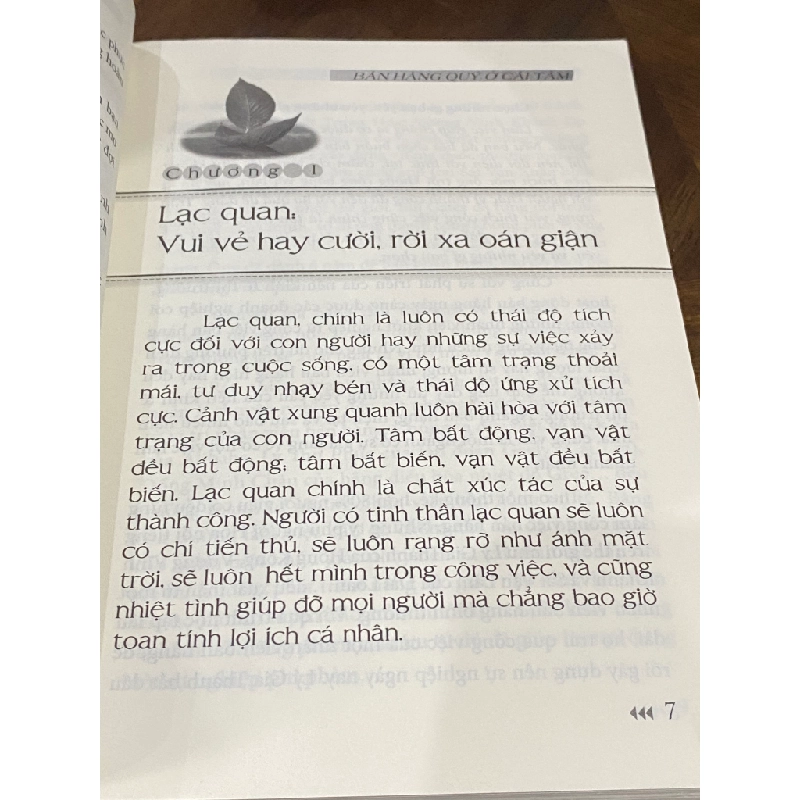 BÁN HÀNG QUÝ Ở CÁI TÂM
Chương 1
Lạc quan:
Vui vẻ hay cười, rời xa oán giận
Lạc quan, chính là luôn có thái độ tích
cực đối với con người hay những sự việc xảy
ra trong cuộc sống, có một tâm trạng thoải
mái, tư duy nhạy bén và thái độ ứng xử tích
cực. Cảnh vật xung quanh luôn hài hòa với tâm
trạng của con người. Tâm bất động, vạn vật
đều bất động; tâm bất biến, vạn vật đều bất
biến. Lạc quan chính là chất xúc tác của sự
thành công. Người có tinh thần lạc quan sẽ luôn
có chí tiến thủ, sẽ luôn rạng rỡ như ánh mặt
trời, sẽ luôn hết mình trong công việc, và cũng
nhiệt tình giúp đỡ mọi người mà chẳng bao giờ
toan tính lợi ích cá nhân.
7